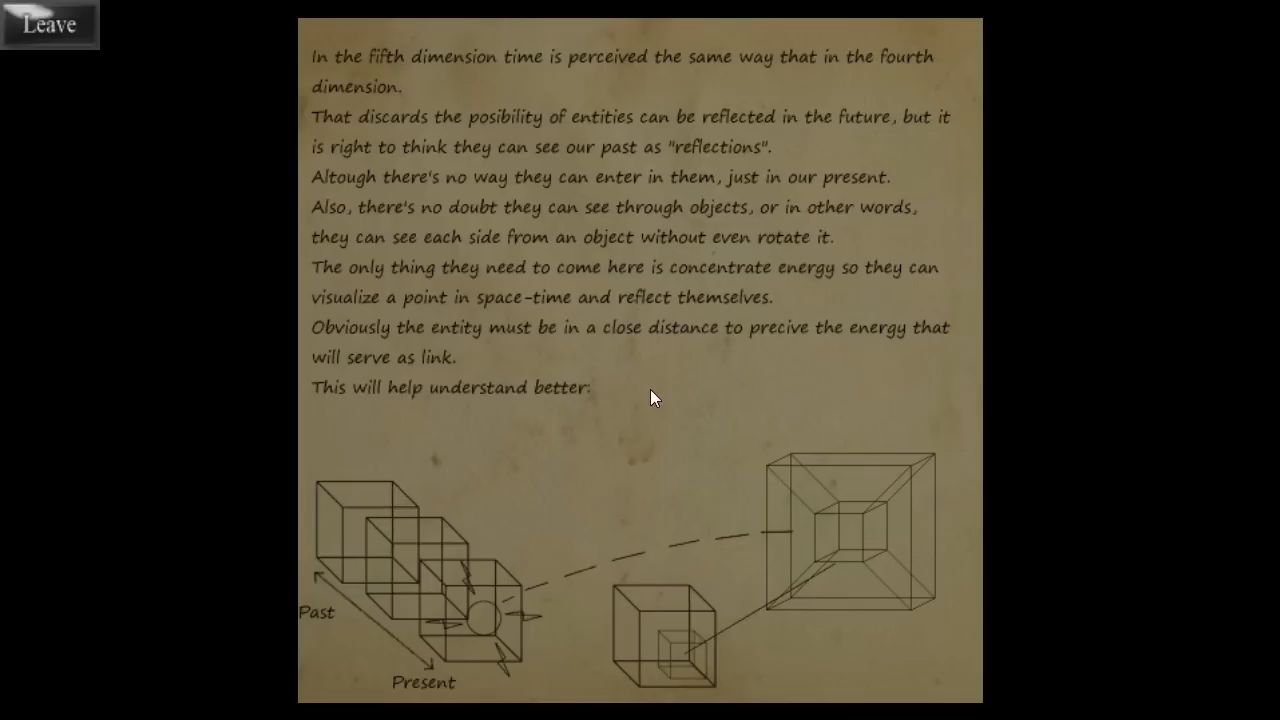 Leave
In the fifth dimension time is perceived the same way that in the fourth
dimension.
That discards the posibility of entities can be reflected in the future, but it
is right to think they can see our past as "reflections".
Altough there's no way they can enter in them, just in our present.
Also, there's no doubt they can see through objects, or in other words,
they can see each side from an object without even rotate it.
The only thing they need to come here is concentrate energy so they can
visualize a point in space-time and reflect themselves.
Obviously the entity must be in a close distance to precive the energy that
will serve as link.
This will help understand better:
Past
Present